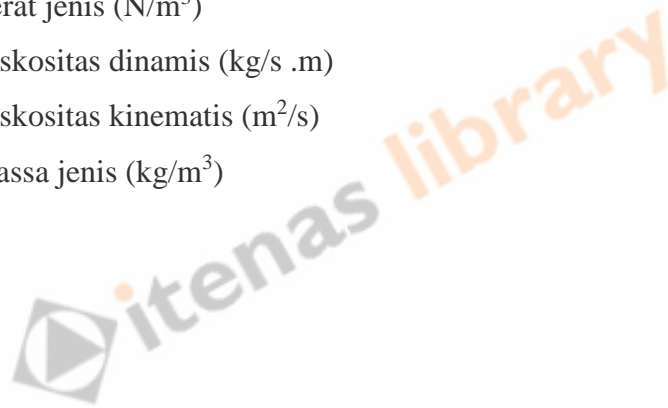 erat jenis (N/m³)
skositas dinamis (kg/s .m)
skositas kinematis (m²/s)
assa jenis (kg/m³)
itenas library